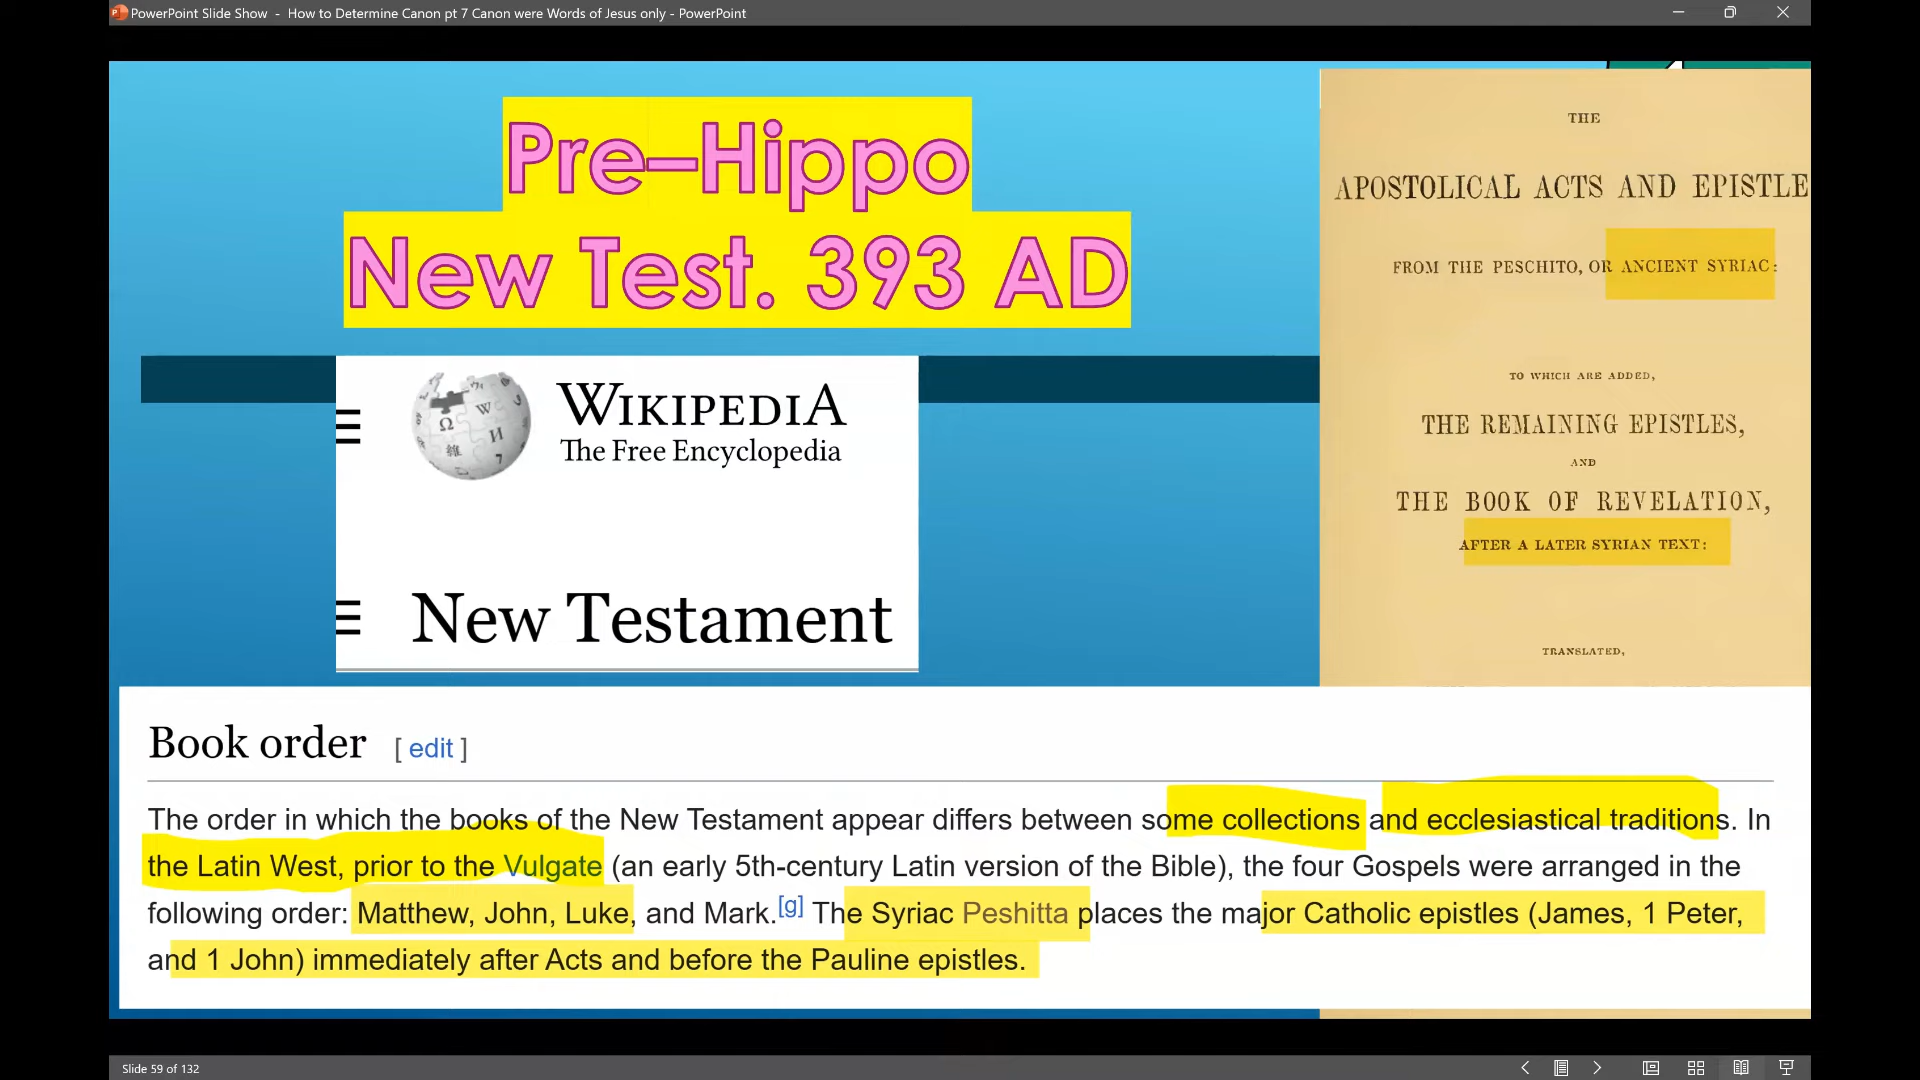 PowerPoint Slide Show - How to Determine Canon pt 7 Canon were Words of Jesus only - PowerPoint
Pre–Hippo
New Test. 393 AD
WIKIPEDIA
The Free Encyclopedia
New Testament
THE
APOSTOLICAL ACTS AND EPISTLE
FROM THE PESCHITO, OR ANCIENT SYRIAC:
TO WHICH ARE ADDED,
THE REMAINING EPISTLES,
AND
THE BOOK OF REVELATION,
AFTER A LATER SYRIAN TEXT:
TRANSLATED,
Book order [ edit ]
The order in which the books of the New Testament appear differs between some collections and ecclesiastical traditions. In
the Latin West, prior to the Vulgate (an early 5th-century Latin version of the Bible), the four Gospels were arranged in the
following order: Matthew, John, Luke, and Mark.[g] The Syriac Peshitta places the major Catholic epistles (James, 1 Peter,
and 1 John) immediately after Acts and before the Pauline epistles.
Slide 59 of 132